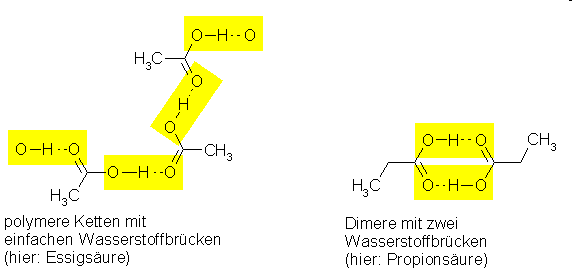 O–H···O
H₃C
O
H
O
CH₃
O–H···O
O–H···O
H₃C
polymere Ketten mit
einfachen Wasserstoffbrücken
(hier: Essigsäure)
O–H···O
CH₃
H₃C
O···H–O
Dimere mit zwei
Wasserstoffbrücken
(hier: Propionsäure)